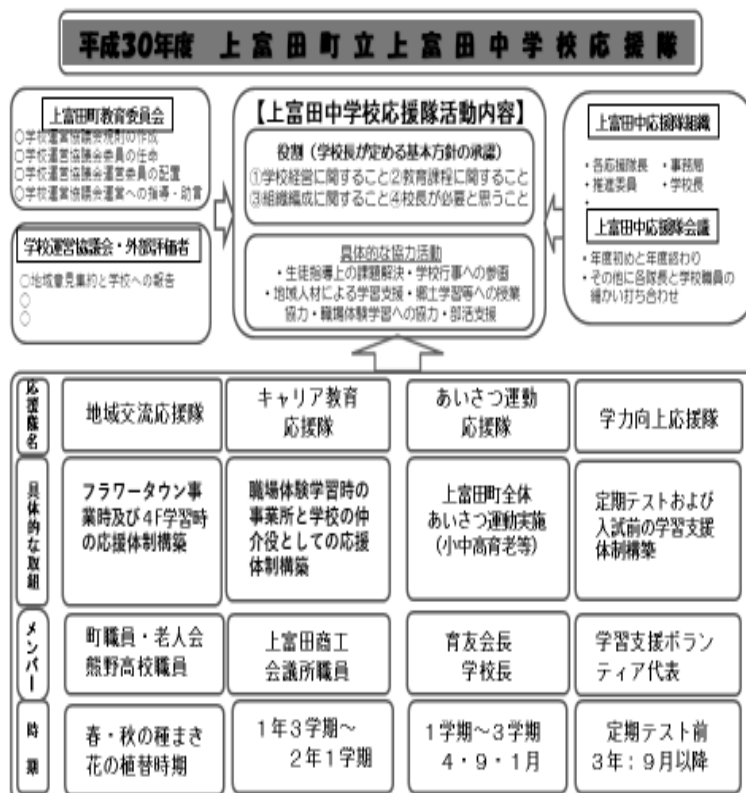 平成30年度 上富田町立上富田中学校応援隊
上富田町教育委員会
○学校運営協議会規則の作成
○学校運営協議会委員の任命
○学校運営協議会運営委員の配置
○学校運営協議会運営への指導・助言
学校運営協議会・外部評価者
○地域意見集約と学校への報告
○
○
【上富田中学校応援隊活動内容】
役割（学校長が定める基本方針の承認）
①学校経営に関すること②教育課程に関すること
③組織編成に関すること④校長が必要と思うこと
具体的な協力活動
・生徒指導上の課題解決・学校行事への参画
・地域人材による学習支援・郷土学習等への授業
協力・職場体験学習への協力・部活支援
上富田中応援隊組織
・各応援隊長 ・事務局
・推進委員 ・学校長
・
上富田中応援隊会議
・年度初めと年度終わり
・その他に各隊長と学校職員の
細かい打ち合わせ
応援隊名
地域交流応援隊
キャリア教育
応援隊
あいさつ運動
応援隊
学力向上応援隊
具体的な取組
フラワータウン事
業時及び４F学習時
の応援体制構築
職場体験学習時の
事業所と学校の仲
介役としての応援
体制構築
上富田町全体
あいさつ運動実施
(小中高育老等)
定期テストおよび
入試前の学習支援
体制構築
メンバー
町職員・老人会
熊野高校職員
上富田商工
会議所職員
育友会長
学校長
学習支援ボラン
ティア代表
時期
春・秋の種まき
花の植替時期
１年３学期～
２年１学期
１学期～３学期
４・９・１月
定期テスト前
３年：９月以降